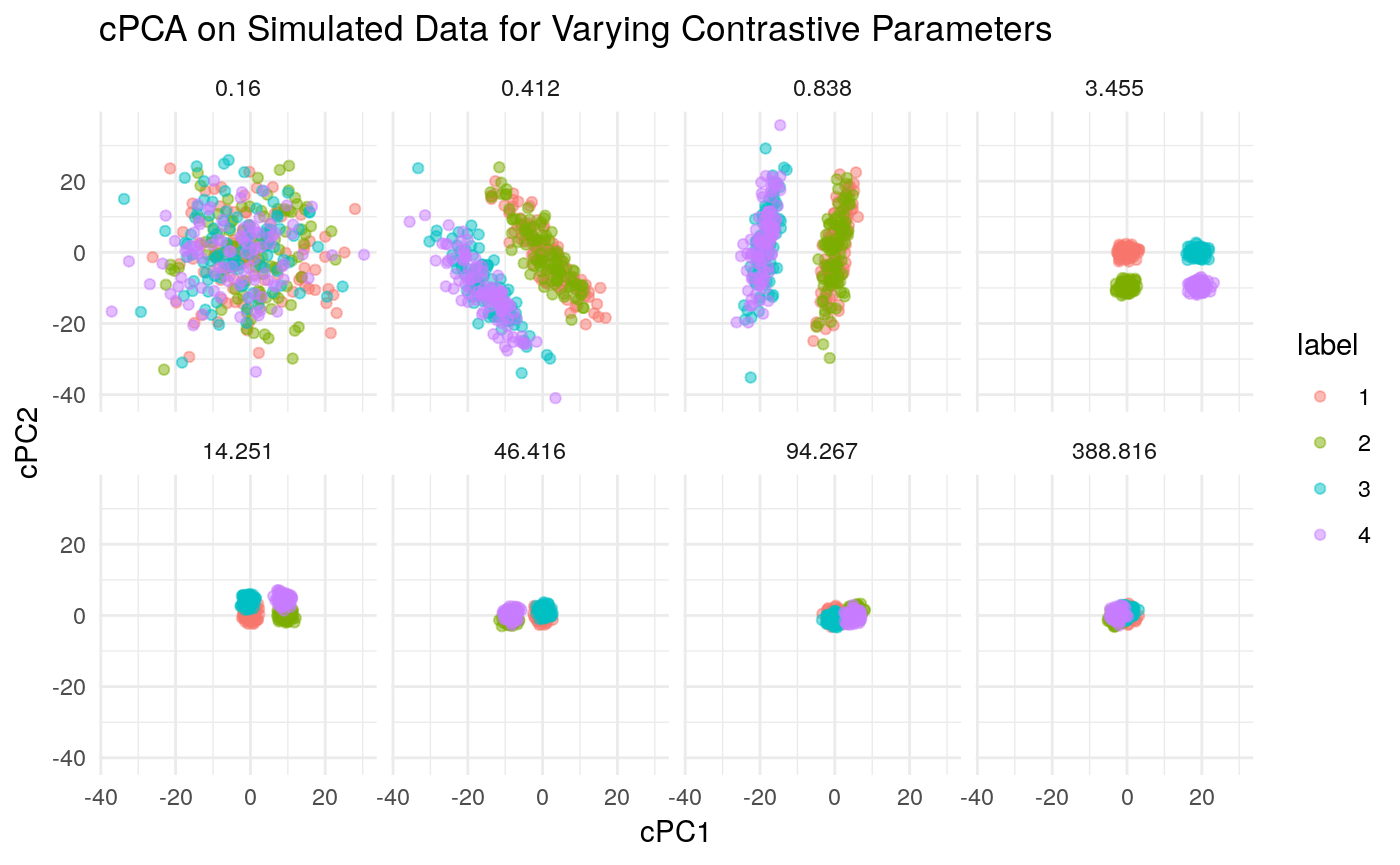 cPCA on Simulated Data for Varying Contrastive Parameters
0.16 0.412 0.838 3.455
20
0
-20
-40
14.251 46.416 94.267 388.816
20
0
-20
-40
-40 -20 0 20 -40 -20 0 20 -40 -20 0 20 -40 -20 0 20
cPC1
cPC2
label
1
2
3
4